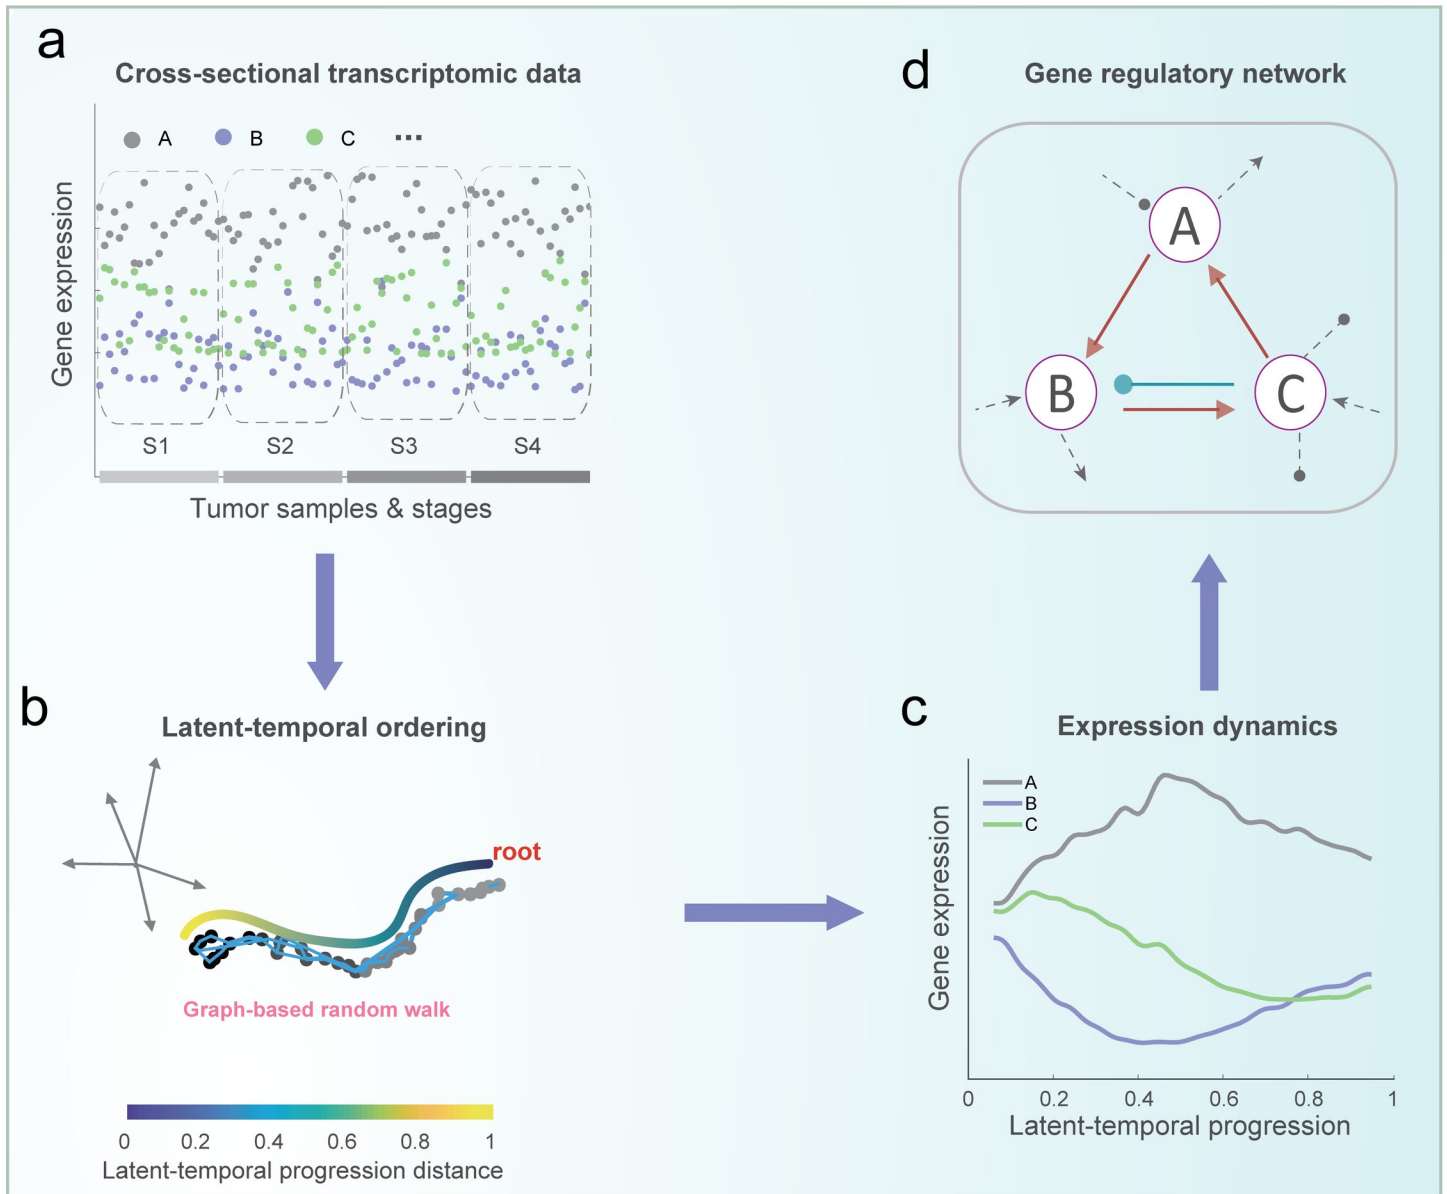 a
Cross-sectional transcriptomic data
A B C ...
Gene expression
S1 S2 S3 S4
Tumor samples & stages
b
Latent-temporal ordering
root
Graph-based random walk
0 0.2 0.4 0.6 0.8 1
Latent-temporal progression distance
c
Expression dynamics
A
B
C
Gene expression
0 0.2 0.4 0.6 0.8 1
Latent-temporal progression
d
Gene regulatory network
A
B C